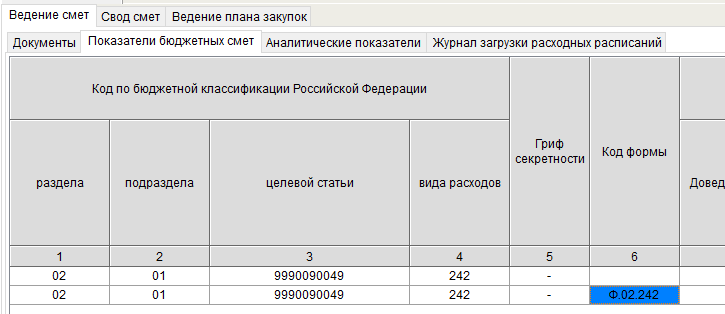 Ведение смет Свод смет Ведение плана закупок
Документы Показатели бюджетных смет Аналитические показатели Журнал загрузки расходных расписаний
Код по бюджетной классификации Российской Федерации
раздела подраздела целевой статьи вида расходов Гриф секретности Код формы Довед
1 2 3 4 5 6
02 01 9990090049 242 -
02 01 9990090049 242 - Ф.02.242